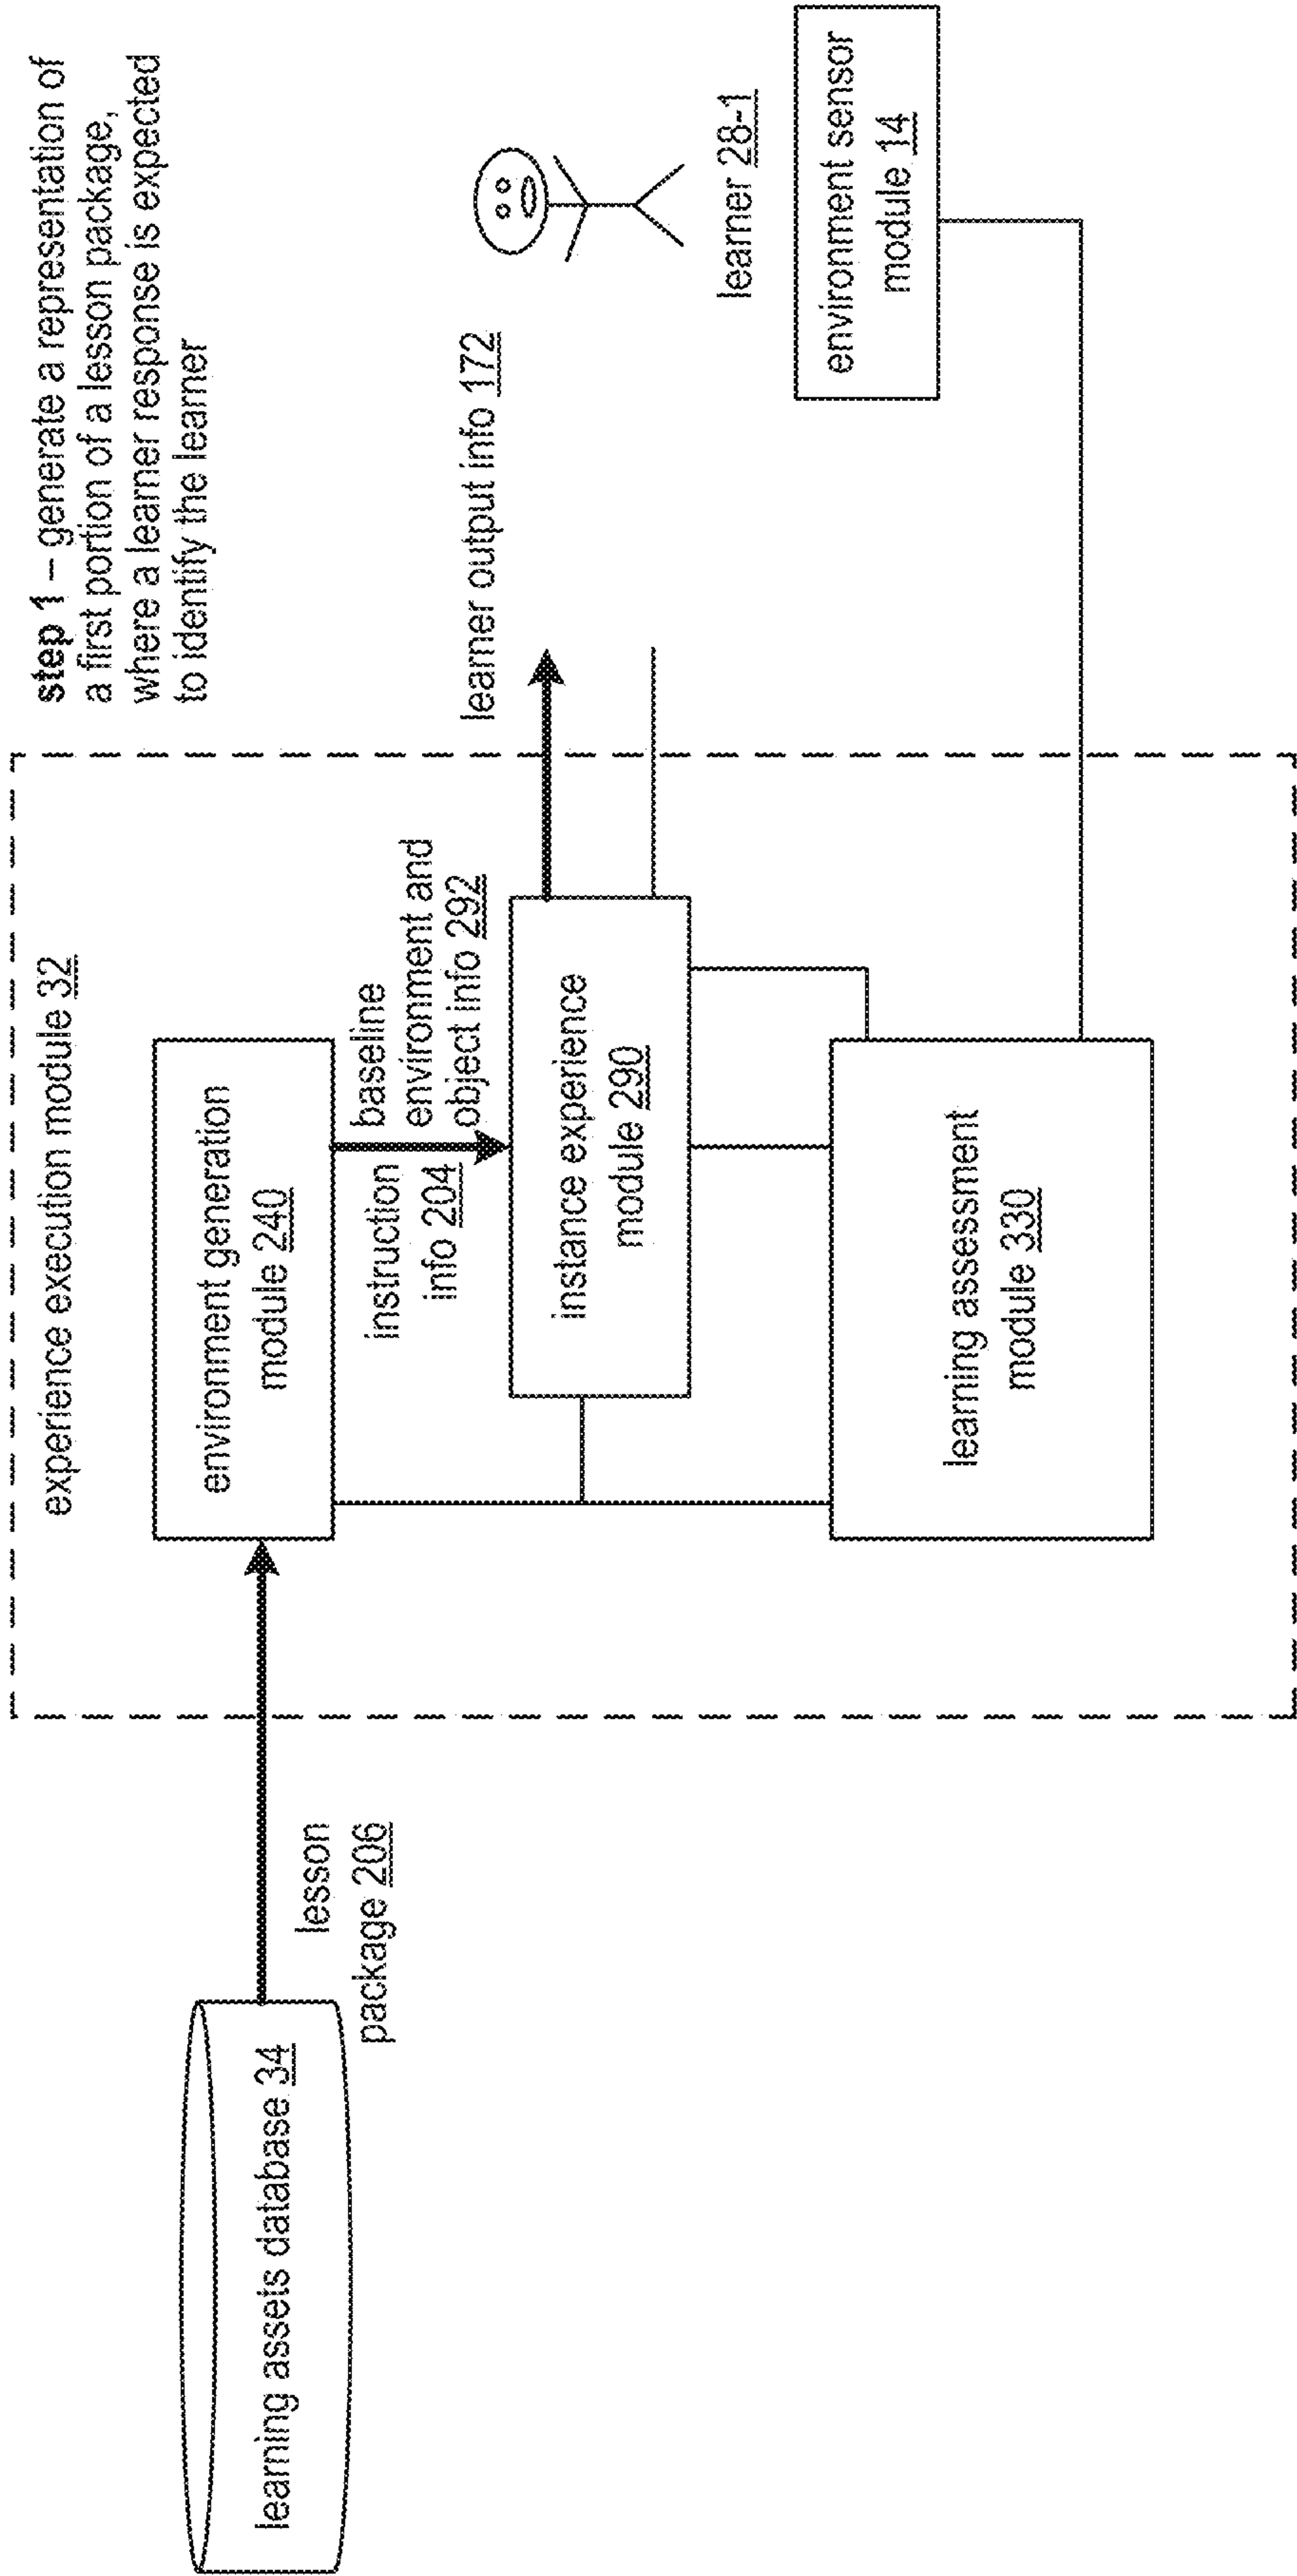 step 1 – generate a representation of
a first portion of a lesson package,
where a learner response is expected
to identify the learner
experience execution module 32
learning assets database 34
lesson
package 206
environment generation
module 240
instruction
info 204
baseline
environment and
object info 292
instance experience
module 290
learner output info 172
learner 28-1
learning assessment
module 330
environment sensor
module 14